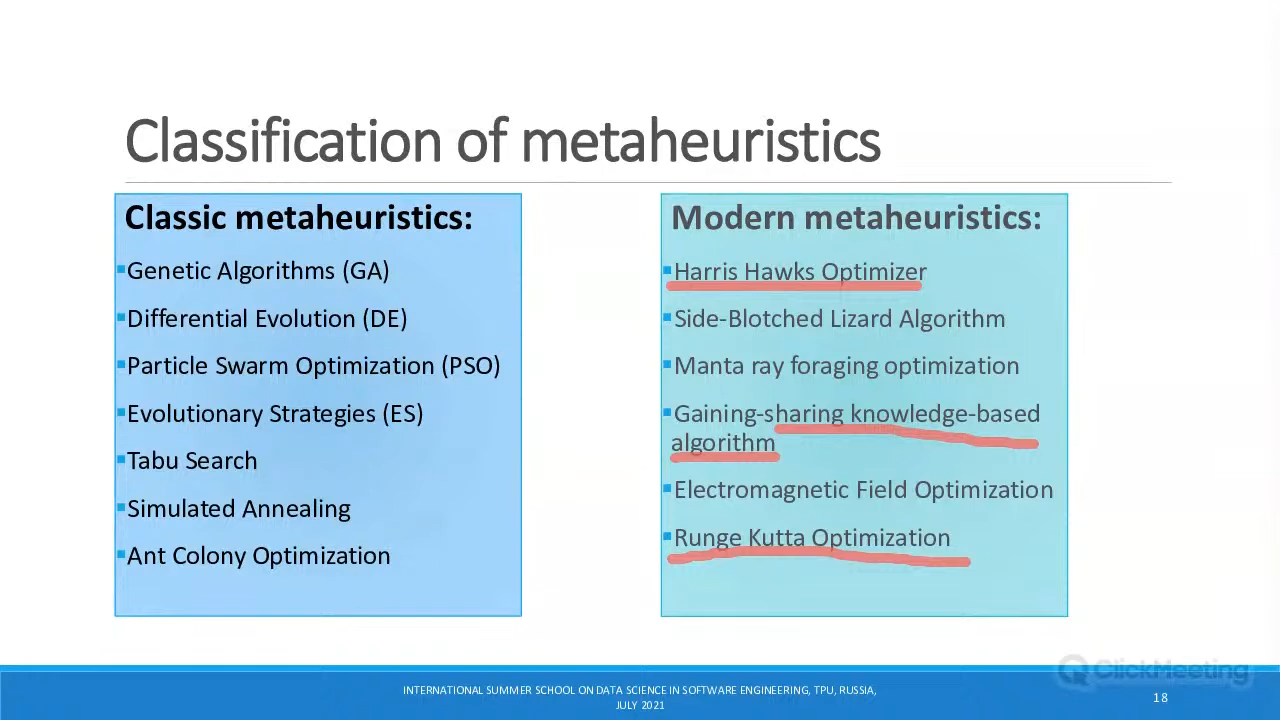 Classification of metaheuristics
Classic metaheuristics:
Genetic Algorithms (GA)
Differential Evolution (DE)
Particle Swarm Optimization (PSO)
Evolutionary Strategies (ES)
Tabu Search
Simulated Annealing
Ant Colony Optimization
Modern metaheuristics:
Harris Hawks Optimizer
Side-Blotched Lizard Algorithm
Manta ray foraging optimization
Gaining-sharing knowledge-based
algorithm
Electromagnetic Field Optimization
Runge Kutta Optimization
ClickMeeting
INTERNATIONAL SUMMER SCHOOL ON DATA SCIENCE IN SOFTWARE ENGINEERING, TPU, RUSSIA,
JULY 2021
18